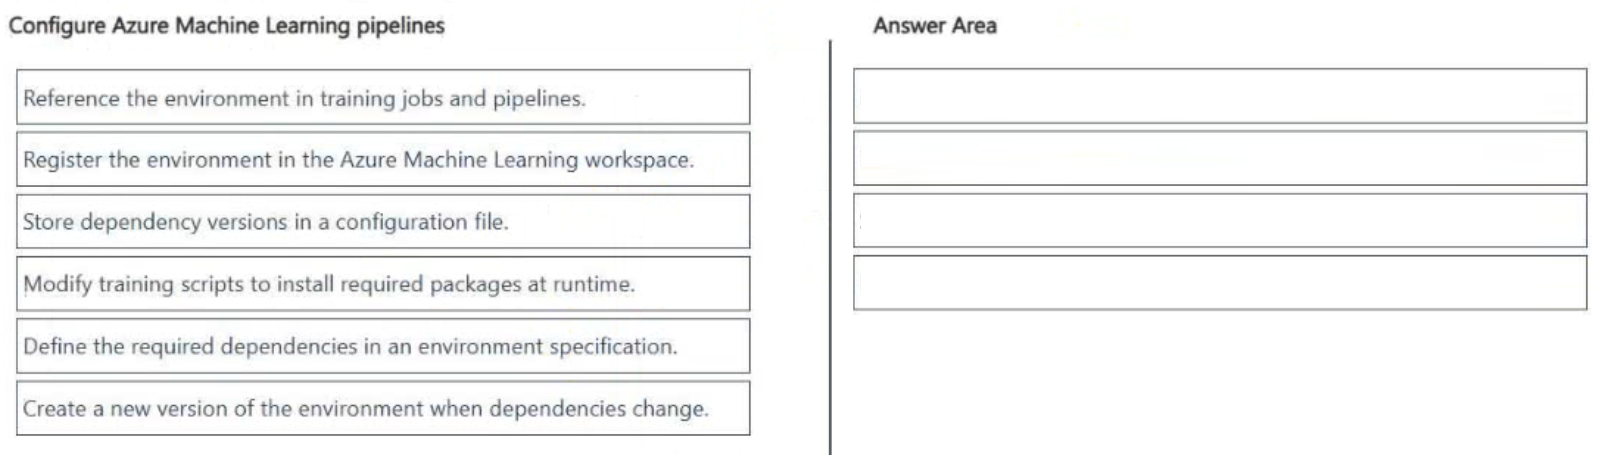 Configure Azure Machine Learning pipelines
Answer Area
Reference the environment in training jobs and pipelines.
Register the environment in the Azure Machine Learning workspace.
Store dependency versions in a configuration file.
Modify training scripts to install required packages at runtime.
Define the required dependencies in an environment specification.
Create a new version of the environment when dependencies change.